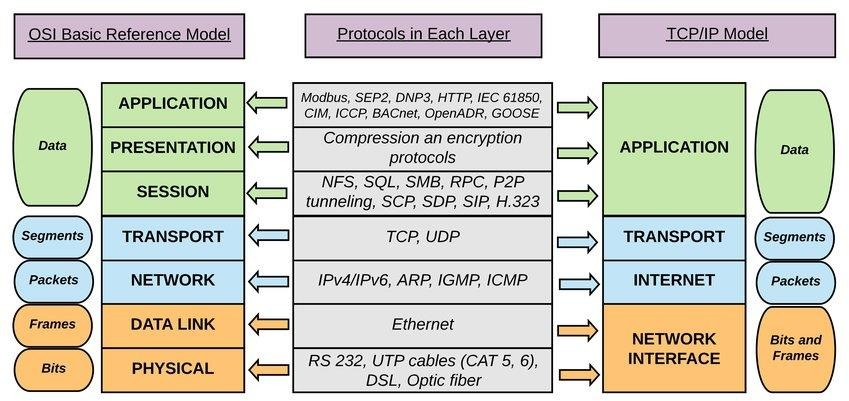 OSI Basic Reference Model
Protocols in Each Layer
TCP/IP Model
Data
APPLICATION
Modbus, SEP2, DNP3, HTTP, IEC 61850,
CIM, ICCP, BACnet, OpenADR, GOOSE
PRESENTATION
Compression an encryption
protocols
SESSION
NFS, SQL, SMB, RPC, P2P
tunneling, SCP, SDP, SIP, H.323
APPLICATION
Data
Segments
TRANSPORT
TCP, UDP
TRANSPORT
Segments
Packets
NETWORK
IPv4/IPv6, ARP, IGMP, ICMP
INTERNET
Packets
Frames
DATA LINK
Ethernet
Bits
PHYSICAL
RS 232, UTP cables (CAT 5, 6),
DSL, Optic fiber
NETWORK
INTERFACE
Bits and
Frames